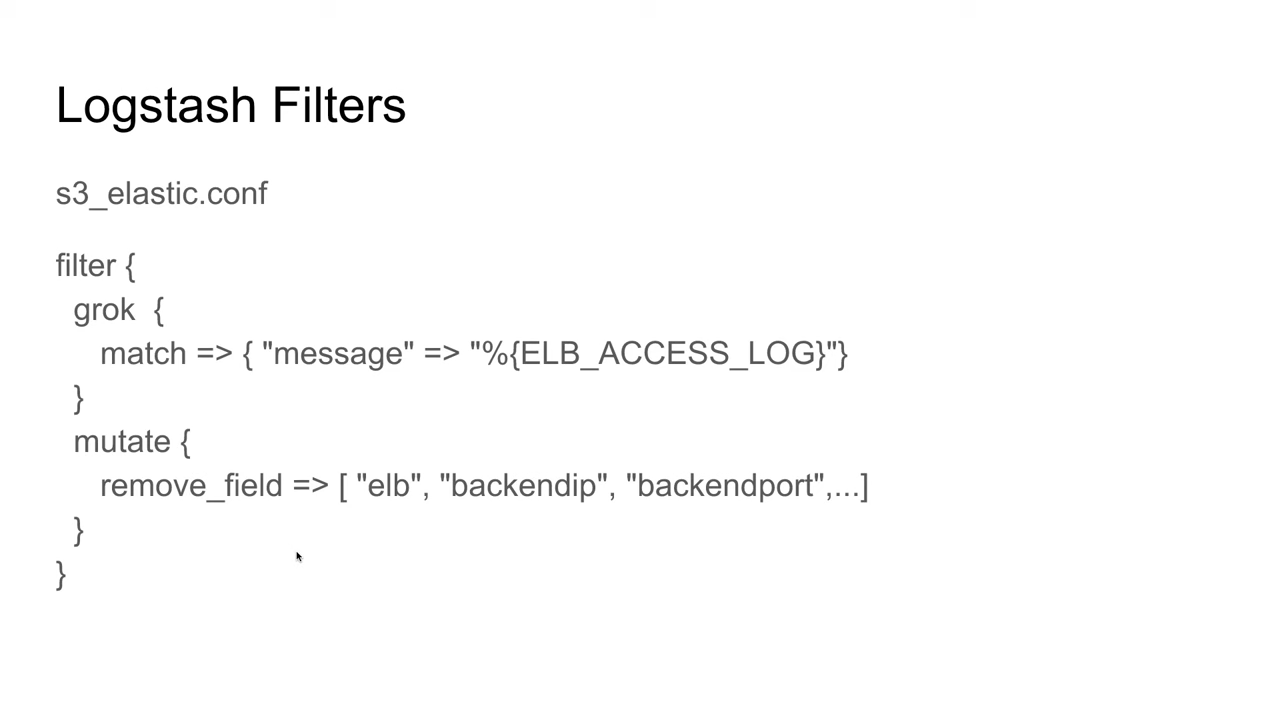 Logstash Filters
s3_elastic.conf
filter {
grok  {
match => { "message" => "%{ELB_ACCESS_LOG}"}
}
mutate {
remove_field => [ "elb", "backendip", "backendport",...]
}
}